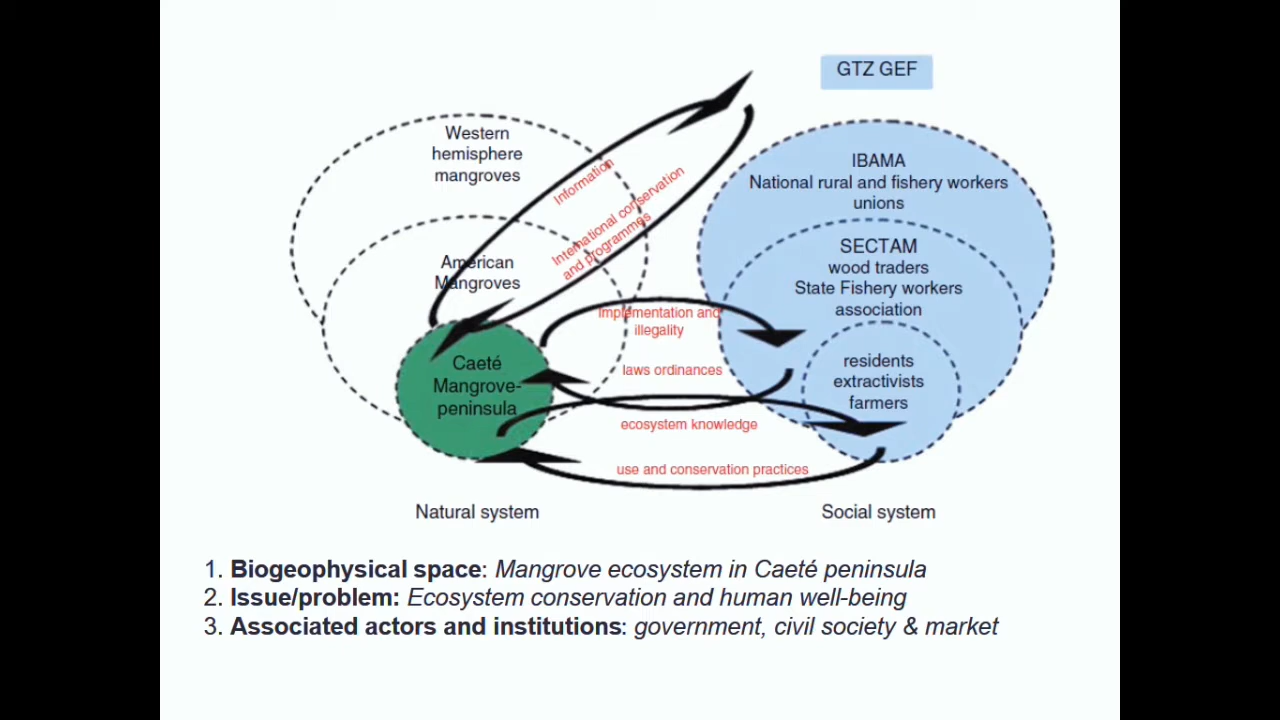 GTZ GEF
Western
hemisphere
mangroves
IBAMA
National rural and fishery workers
unions
Information
International conservation
and programmes
American
Mangroves
SECTAM
wood traders
State Fishery workers
association
Implementation and
illegality
laws ordinances
Caeté
Mangrove-
peninsula
residents
extractivists
farmers
ecosystem knowledge
use and conservation practices
Natural system
Social system
1. Biogeophysical space: Mangrove ecosystem in Caeté peninsula
2. Issue/problem: Ecosystem conservation and human well-being
3. Associated actors and institutions: government, civil society & market